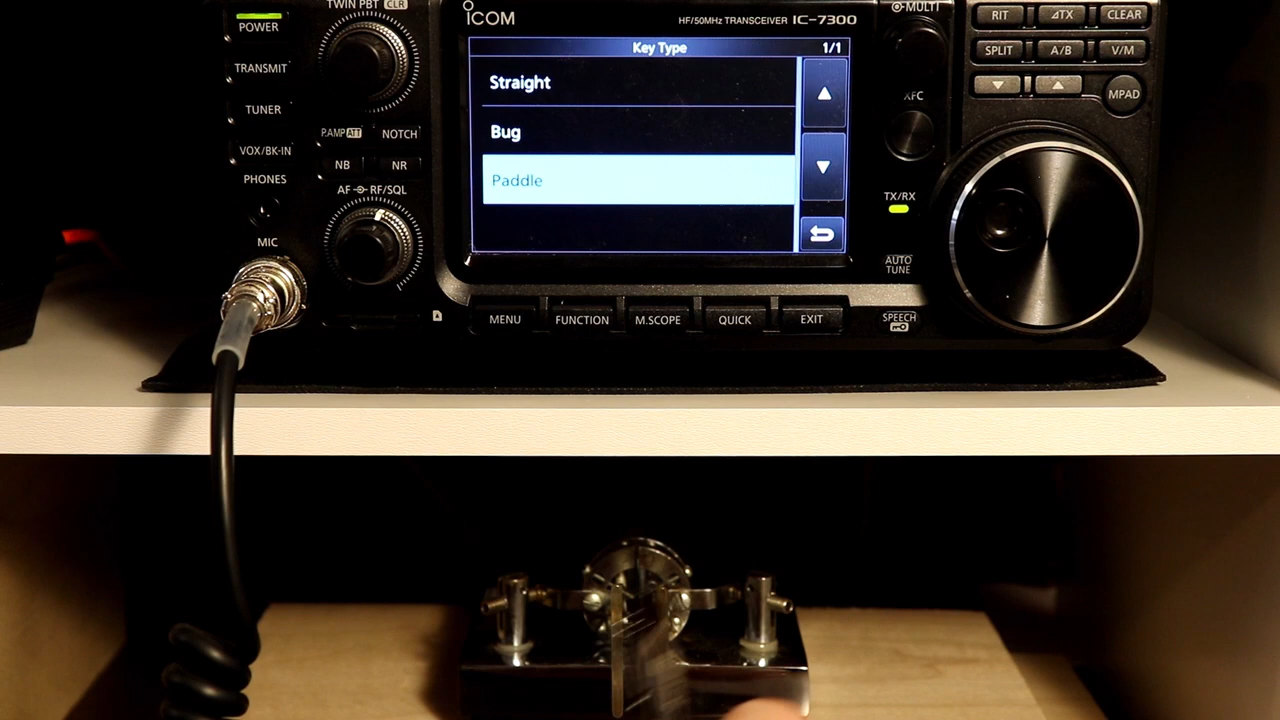 POWER
TRANSMIT
TUNER
VOX/BK-IN
PHONES
MIC
TWIN PBT CLR
P.AMP ATT
NOTCH
NB
NR
AF RF/SQL
ICOM
HF/50MHz TRANSCEIVER IC-7300
Key Type
1/1
Straight
Bug
Paddle
MENU
FUNCTION
M.SCOPE
QUICK
EXIT
MULTI
XFC
TX/RX
AUTO
TUNE
SPEECH
RIT
⊿TX
CLEAR
SPLIT
A/B
V/M
MPAD